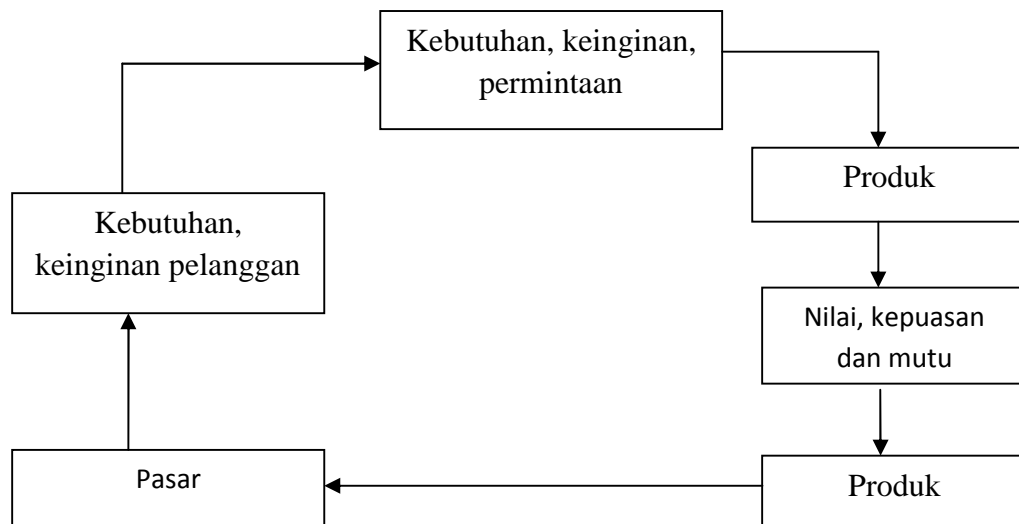 Kebutuhan, keinginan,
permintaan
Produk
Kebutuhan,
keinginan pelanggan
Nilai, kepuasan
dan mutu
Pasar
Produk